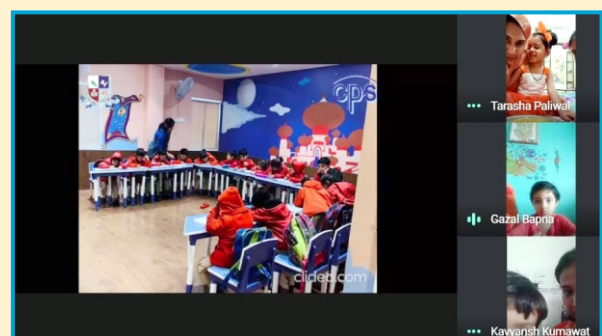 cps
clideo.com
Tarasha Paliwal
Gazal Bapna
Kavyansh Kumawat